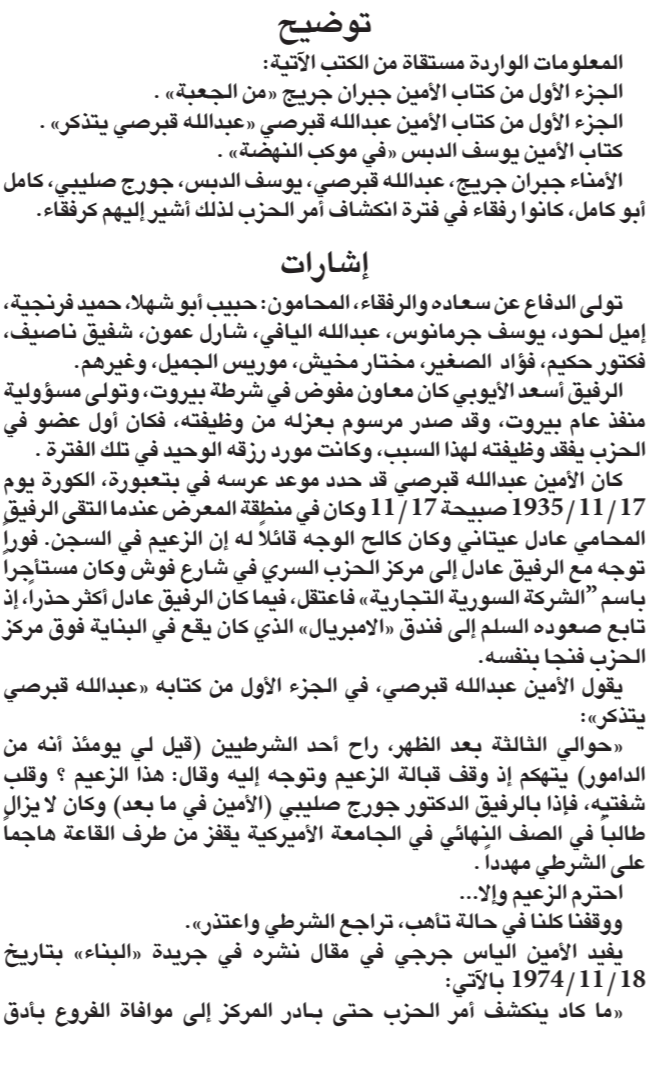 توضيح
المعلومات الواردة مستقاة من الكتب الآتية:
الجزء الأول من كتاب الأمين جبران جريج «من الجعبة» .
الجزء الأول من كتاب الأمين عبدالله قبرصي «عبدالله قبرصي يتذكر» .
كتاب الأمين يوسف الدبس «في موكب النهضة» .
الأمناء جبران جريج، عبدالله قبرصي، يوسف الدبس، جورج صليبي، كامل
أبو كامل، كانوا رفقاء في فترة انكشاف أمر الحزب لذلك أشير إليهم كرفقاء.
إشارات
تولى الدفاع عن سعاده والرفقاء، المحامون: حبيب أبو شهلا، حميد فرنجية،
إميل لحود، يوسف جرمانوس، عبدالله اليافي، شارل عمون، شفيق ناصيف،
فكتور حكيم، فؤاد الصغير، مختار مخيش، موريس الجميل، وغيرهم.
الرفيق أسعد الأيوبي كان معاون مفوض في شرطة بيروت، وتولى مسؤولية
منفذ عام بيروت، وقد صدر مرسوم بعزله من وظيفته، فكان أول عضو في
الحزب يفقد وظيفته لهذا السبب، وكانت مورد رزقه الوحيد في تلك الفترة .
كان الأمين عبدالله قبرصي قد حدد موعد عرسه في بتعبورة، الكورة يوم
1935/11/17 صبيحة 11/17 وكان في منطقة المعرض عندما التقى الرفيق
المحامي عادل عيتاني وكان كالح الوجه قائلاً له إن الزعيم في السجن. فوراً
توجه مع الرفيق عادل إلى مركز الحزب السري في شارع فوش وكان مستأجراً
باسم ”الشركة السورية التجارية» فاعتقل، فيما كان الرفيق عادل أكثر حذراً، إذ
تابع صعوده السلم إلى فندق «الامبريال» الذي كان يقع في البناية فوق مركز
الحزب فنجا بنفسه.
يقول الأمين عبدالله قبرصي، في الجزء الأول من كتابه «عبدالله قبرصي
يتذكر»:
«حوالي الثالثة بعد الظهر، راح أحد الشرطيين (قيل لي يومئذ أنه من
الدامور) يتهكم إذ وقف قبالة الزعيم وتوجه إليه وقال: هذا الزعيم ؟ وقلب
شفتيه، فإذا بالرفيق الدكتور جورج صليبي (الأمين في ما بعد) وكان لا يزال
طالباً في الصف النهائي في الجامعة الأميركية يقفز من طرف القاعة هاجماً
على الشرطي مهدداً .
احترم الزعيم وإلا...
ووقفنا كلنا في حالة تأهب، تراجع الشرطي واعتذر».
يفيد الأمين الياس جرجي في مقال نشره في جريدة «البناء» بتاريخ
1974/11/18 بالآتي:
«ما كاد ينكشف أمر الحزب حتى بادر المركز إلى موافاة الفروع بأدق